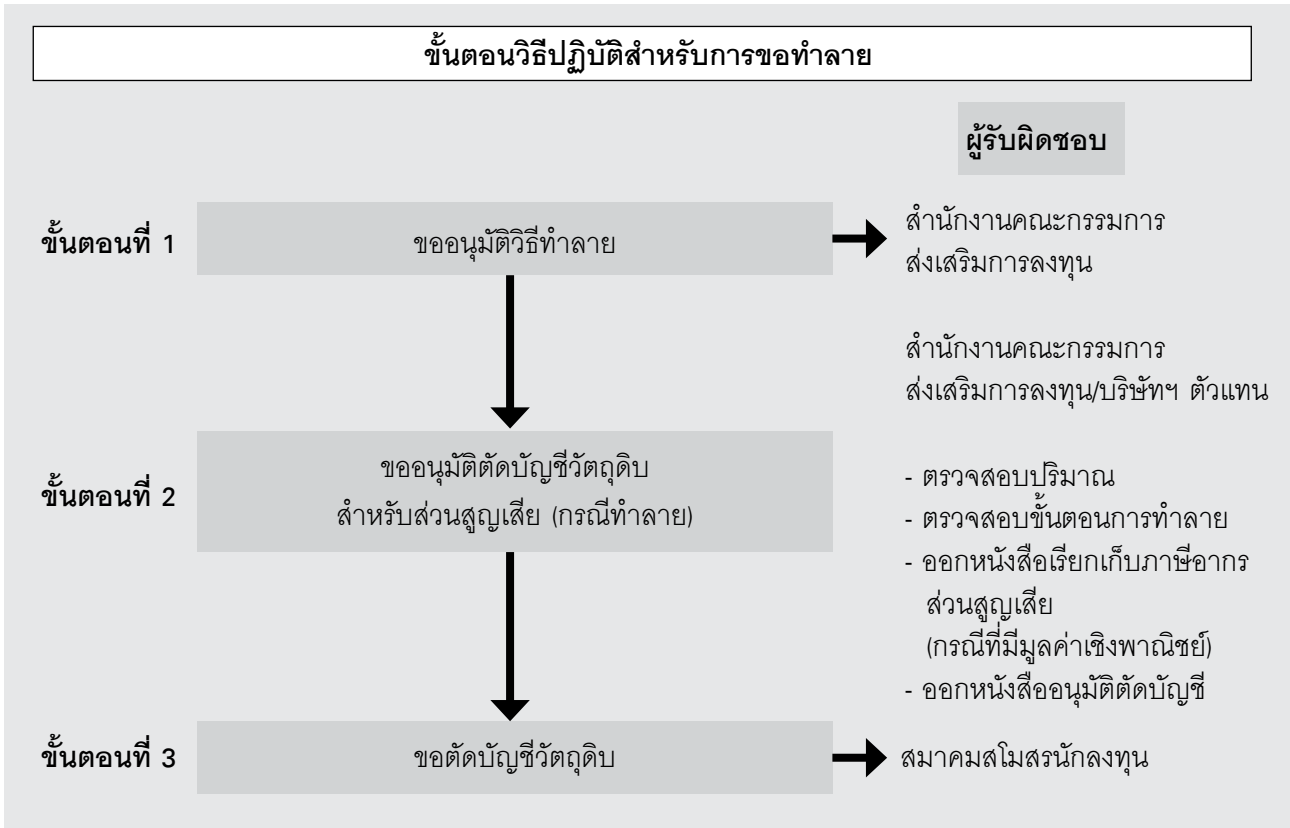 ขั้นตอนวิธีปฏิบัติสำหรับการขอทำลาย
ผู้รับผิดชอบ
ขั้นตอนที่ 1
ขออนุมัติวิธีทำลาย
สำนักงานคณะกรรมการ
ส่งเสริมการลงทุน
สำนักงานคณะกรรมการ
ส่งเสริมการลงทุน/บริษัทฯ ตัวแทน
ขั้นตอนที่ 2
ขออนุมัติตัดบัญชีวัตถุดิบ
สำหรับส่วนสูญเสีย (กรณีทำลาย)
- ตรวจสอบปริมาณ
- ตรวจสอบขั้นตอนการทำลาย
- ออกหนังสือเรียกเก็บภาษีอากร
ส่วนสูญเสีย
(กรณีที่มีมูลค่าเชิงพาณิชย์)
- ออกหนังสืออนุมัติตัดบัญชี
ขั้นตอนที่ 3
ขอตัดบัญชีวัตถุดิบ
สมาคมสโมสรนักลงทุน